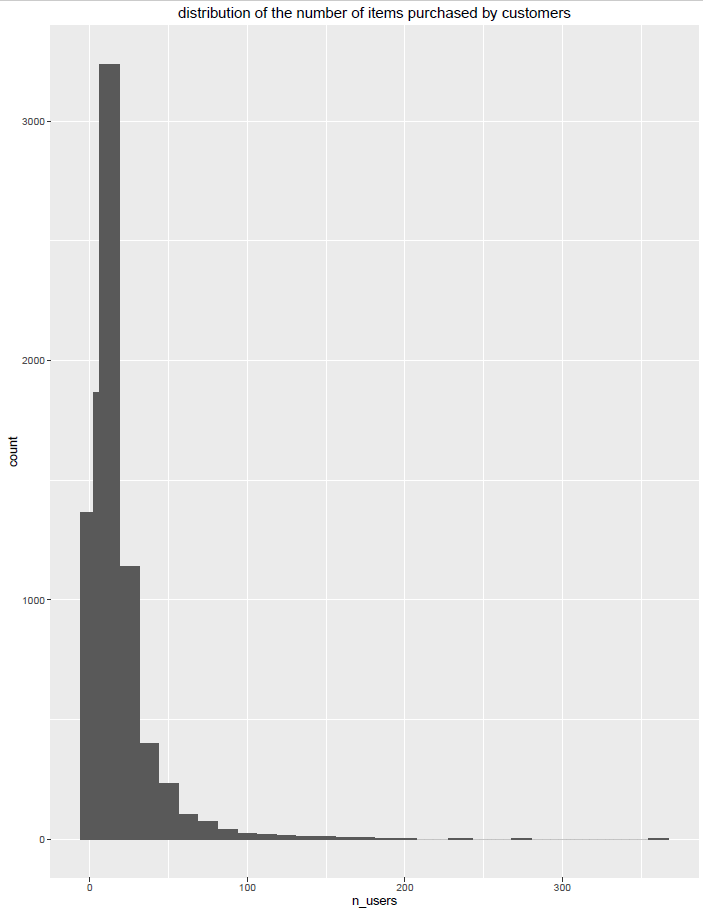 distribution of the number of items purchased by customers
3000
2000
1000
0
count
0 100 200 300
n_users